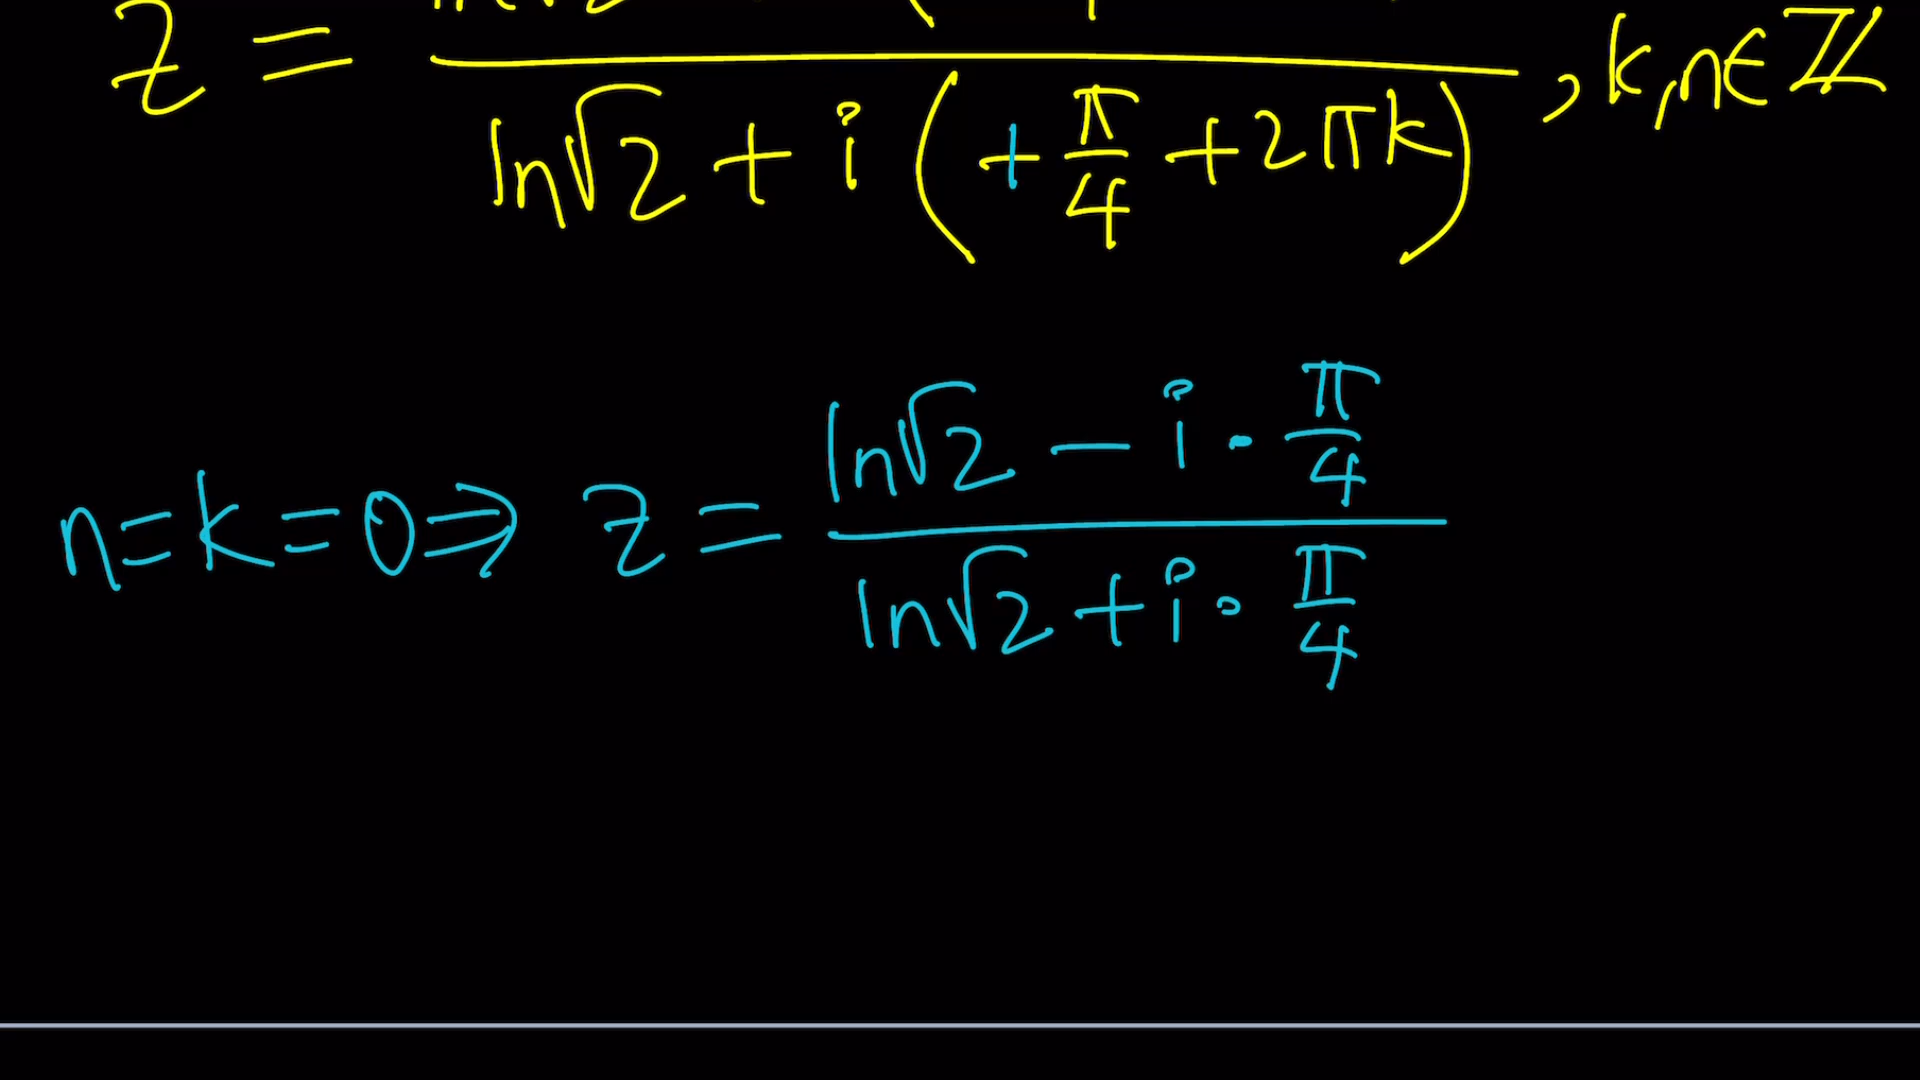 z = ───── , k,n ∈ ℤ
ln√2 + i (+ π/4 + 2πk)
n=k=0 ⇒ z = (ln√2 − i · π/4) / (ln√2 + i · π/4)